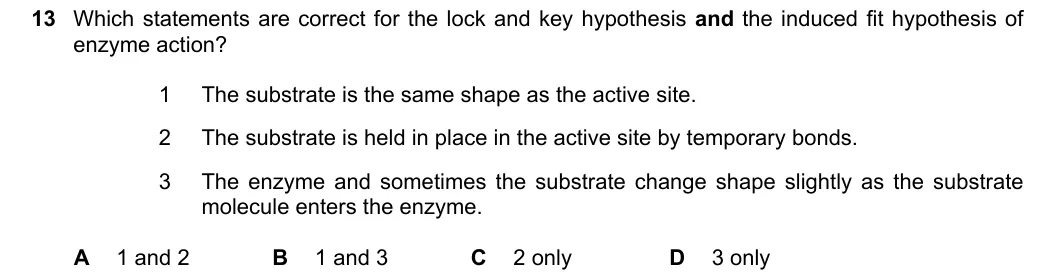 13 Which statements are correct for the lock and key hypothesis and the induced fit hypothesis of
enzyme action?
1 The substrate is the same shape as the active site.
2 The substrate is held in place in the active site by temporary bonds.
3 The enzyme and sometimes the substrate change shape slightly as the substrate
molecule enters the enzyme.
A 1 and 2 B 1 and 3 C 2 only D 3 only